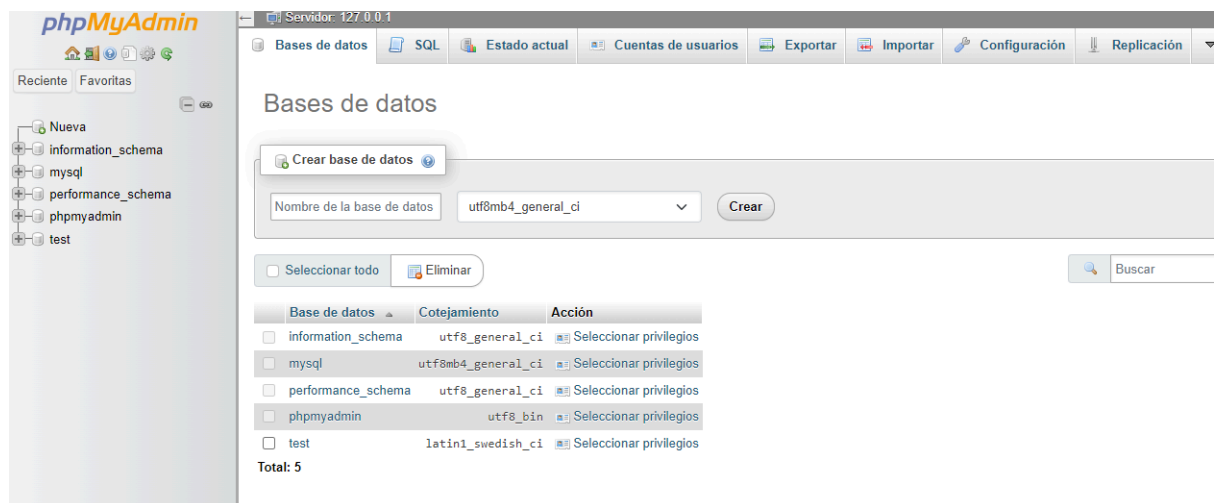 phpMyAdmin
Reciente Favoritas
Nueva
information_schema
mysql
performance_schema
phpmyadmin
test
Servidor: 127.0.0.1
Bases de datos SQL Estado actual Cuentas de usuarios Exportar Importar Configuración Replicación
Bases de datos
Crear base de datos
Nombre de la base de datos utf8mb4_general_ci Crear
Seleccionar todo Eliminar Buscar
Base de datos Cotejamiento Acción
information_schema utf8_general_ci Seleccionar privilegios
mysql utf8mb4_general_ci Seleccionar privilegios
performance_schema utf8_general_ci Seleccionar privilegios
phpmyadmin utf8_bin Seleccionar privilegios
test latin1_swedish_ci Seleccionar privilegios
Total: 5